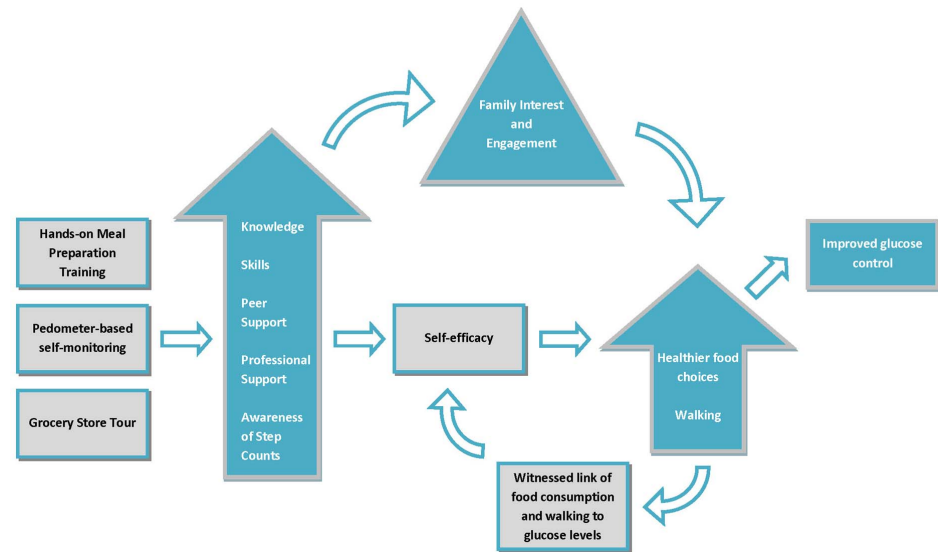 Hands-on Meal
Preparation
Training
Pedometer-based
self-monitoring
Grocery Store Tour
Knowledge
Skills
Peer
Support
Professional
Support
Awareness
of Step
Counts
Family Interest
and
Engagement
Self-efficacy
Healthier food
choices
Walking
Improved glucose
control
Witnessed link of
food consumption
and walking to
glucose levels